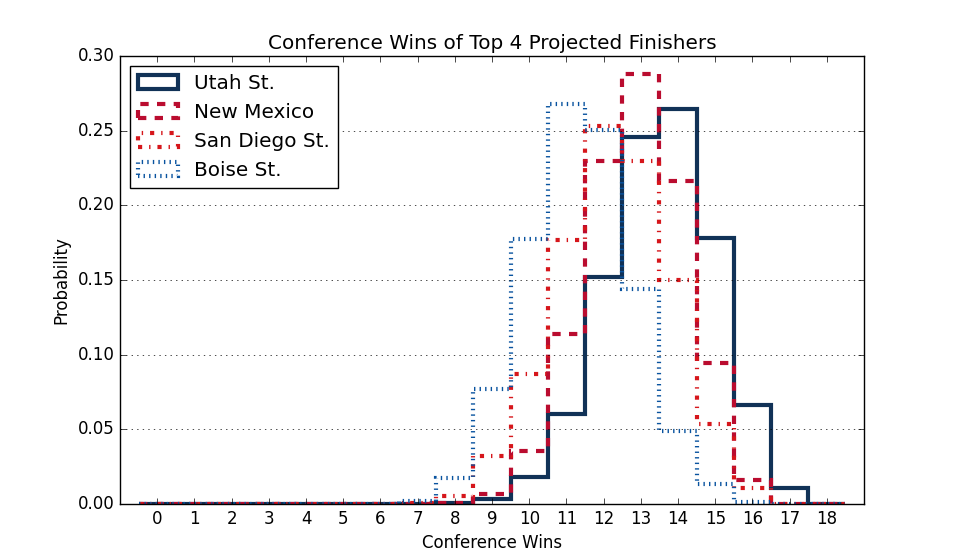 Conference Wins of Top 4 Projected Finishers
Utah St.
New Mexico
San Diego St.
Boise St.
0.30
0.25
0.20
0.15
0.10
0.05
0.00
Probability
0 1 2 3 4 5 6 7 8 9 10 11 12 13 14 15 16 17 18
Conference Wins